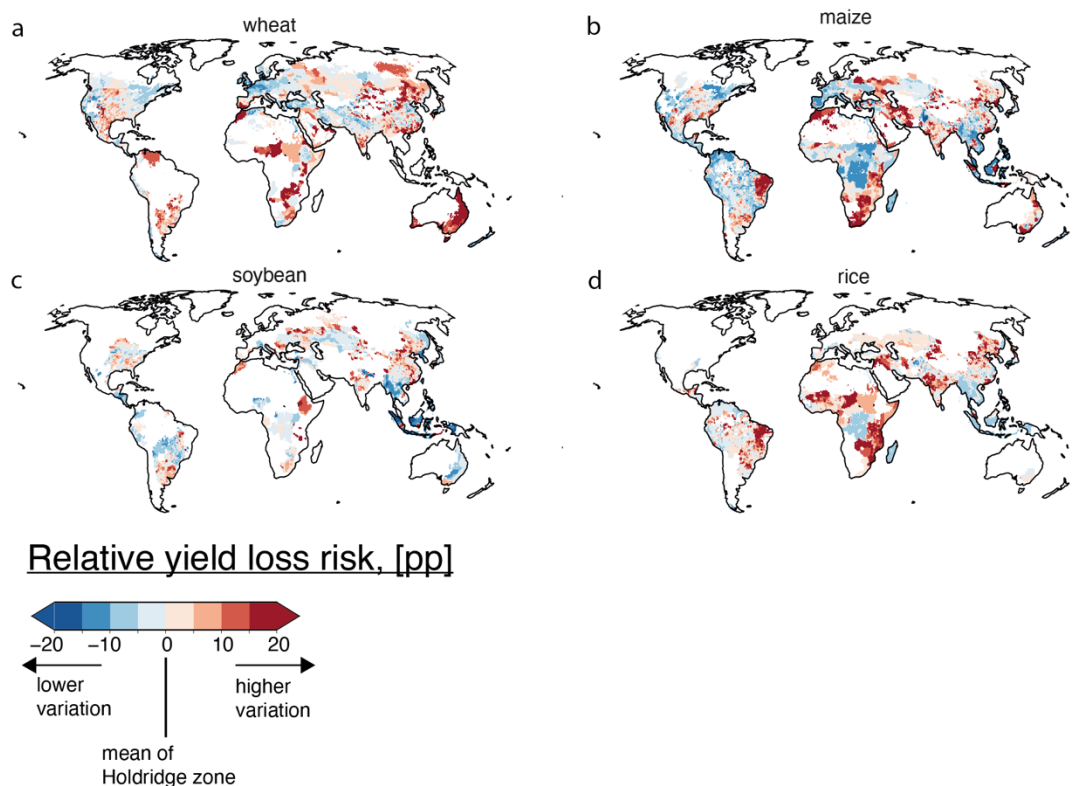 a
wheat
b
maize
c
soybean
d
rice
Relative yield loss risk, [pp]
−20 −10 0 10 20
lower
variation
higher
variation
mean of
Holdridge zone